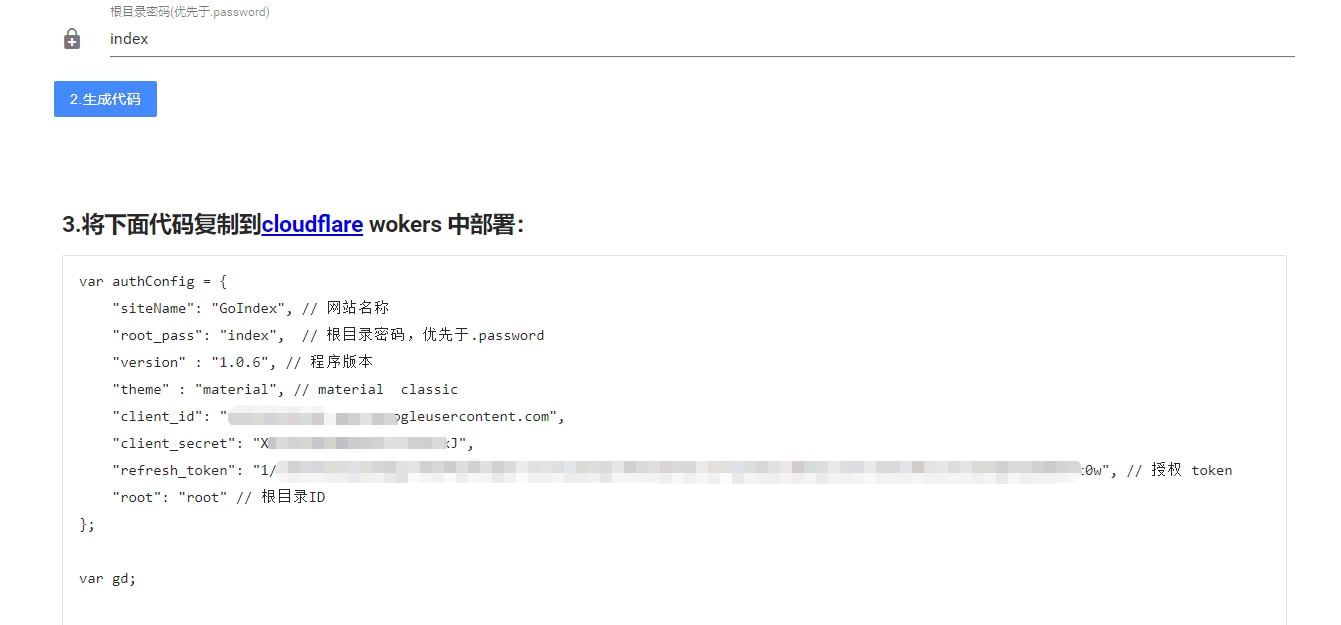 根目录密码(优先于.password)
index
2.生成代码
3.将下面代码复制到cloudflare wokers 中部署:
var authConfig = {
"siteName": "GoIndex", // 网站名称
"root_pass": "index",  // 根目录密码，优先于.password
"version" : "1.0.6", // 程序版本
"theme" : "material", // material  classic
"client_id": "ogleusercontent.com",
"client_secret": "XJ",
"refresh_token": "1/0w", // 授权 token
"root": "root" // 根目录ID
};
var gd;